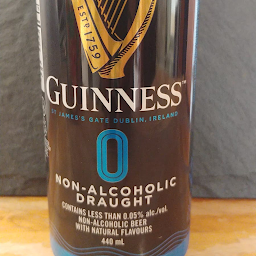 ESTD 1759
GUINNESS™
ST JAMES'S GATE DUBLIN, IRELAND
0
NON-ALCOHOLIC
DRAUGHT
CONTAINS LESS THAN 0.05% alc./vol.
NON-ALCOHOLIC BEER
WITH NATURAL FLAVOURS
440 mL